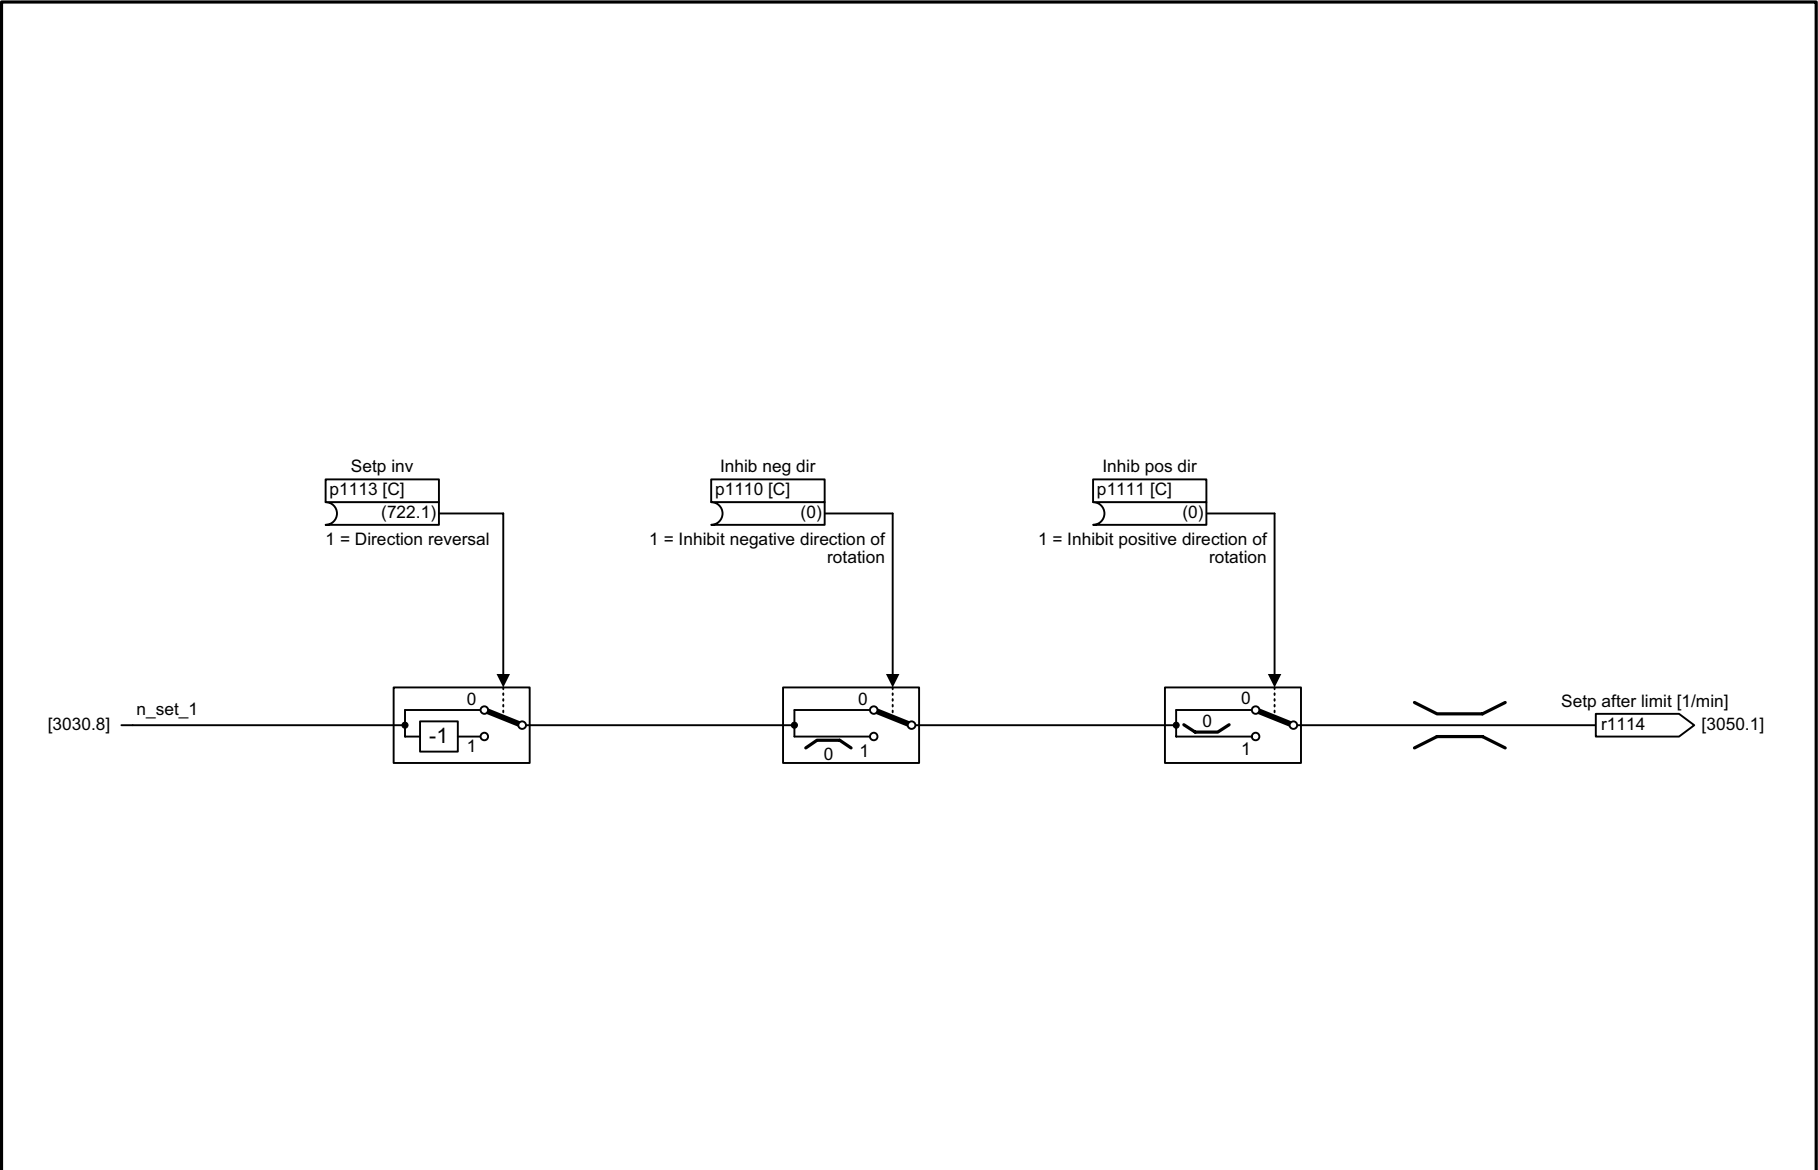 Setp inv
p1113 [C]
(722.1)
1 = Direction reversal
Inhib neg dir
p1110 [C]
(0)
1 = Inhibit negative direction of
rotation
Inhib pos dir
p1111 [C]
(0)
1 = Inhibit positive direction of
rotation
[3030.8]
n_set_1
0
-1
1
0
0
1
0
0
1
Setp after limit [1/min]
r1114
[3050.1]